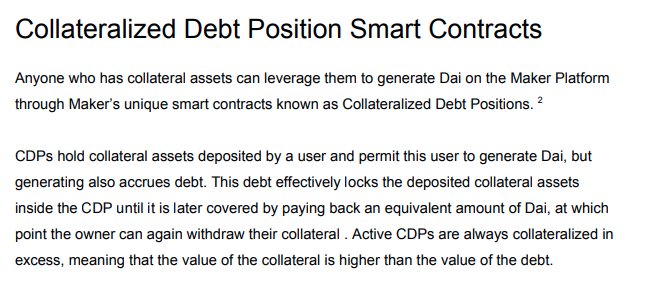 Collateralized Debt Position Smart Contracts
Anyone who has collateral assets can leverage them to generate Dai on the Maker Platform
through Maker's unique smart contracts known as Collateralized Debt Positions. 2
CDPs hold collateral assets deposited by a user and permit this user to generate Dai, but
generating also accrues debt. This debt effectively locks the deposited collateral assets
inside the CDP until it is later covered by paying back an equivalent amount of Dai, at which
point the owner can again withdraw their collateral . Active CDPs are always collateralized in
excess, meaning that the value of the collateral is higher than the value of the debt.